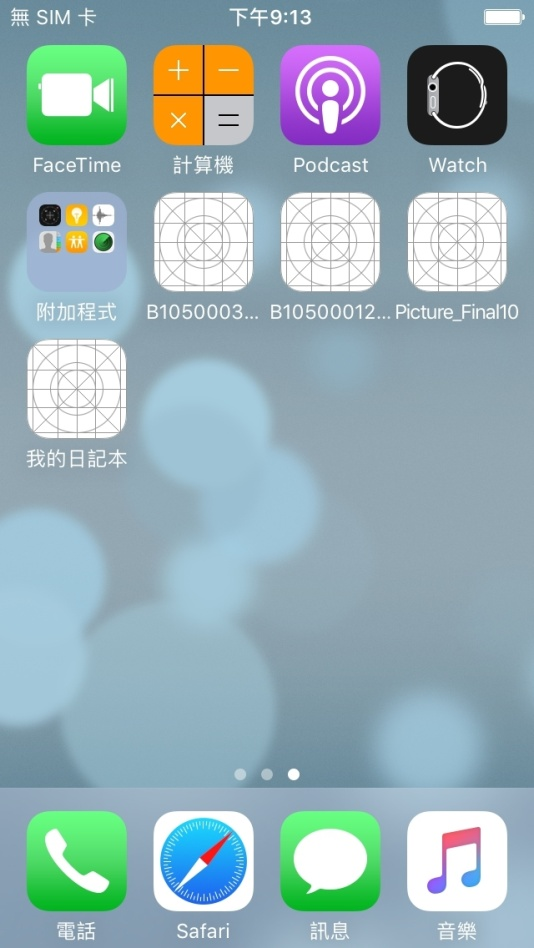 無 SIM 卡
下午9:13
FaceTime
計算機
Podcast
Watch
附加程式
B1050003...
B10500012...
Picture_Final10
我的日記本
電話
Safari
訊息
音樂